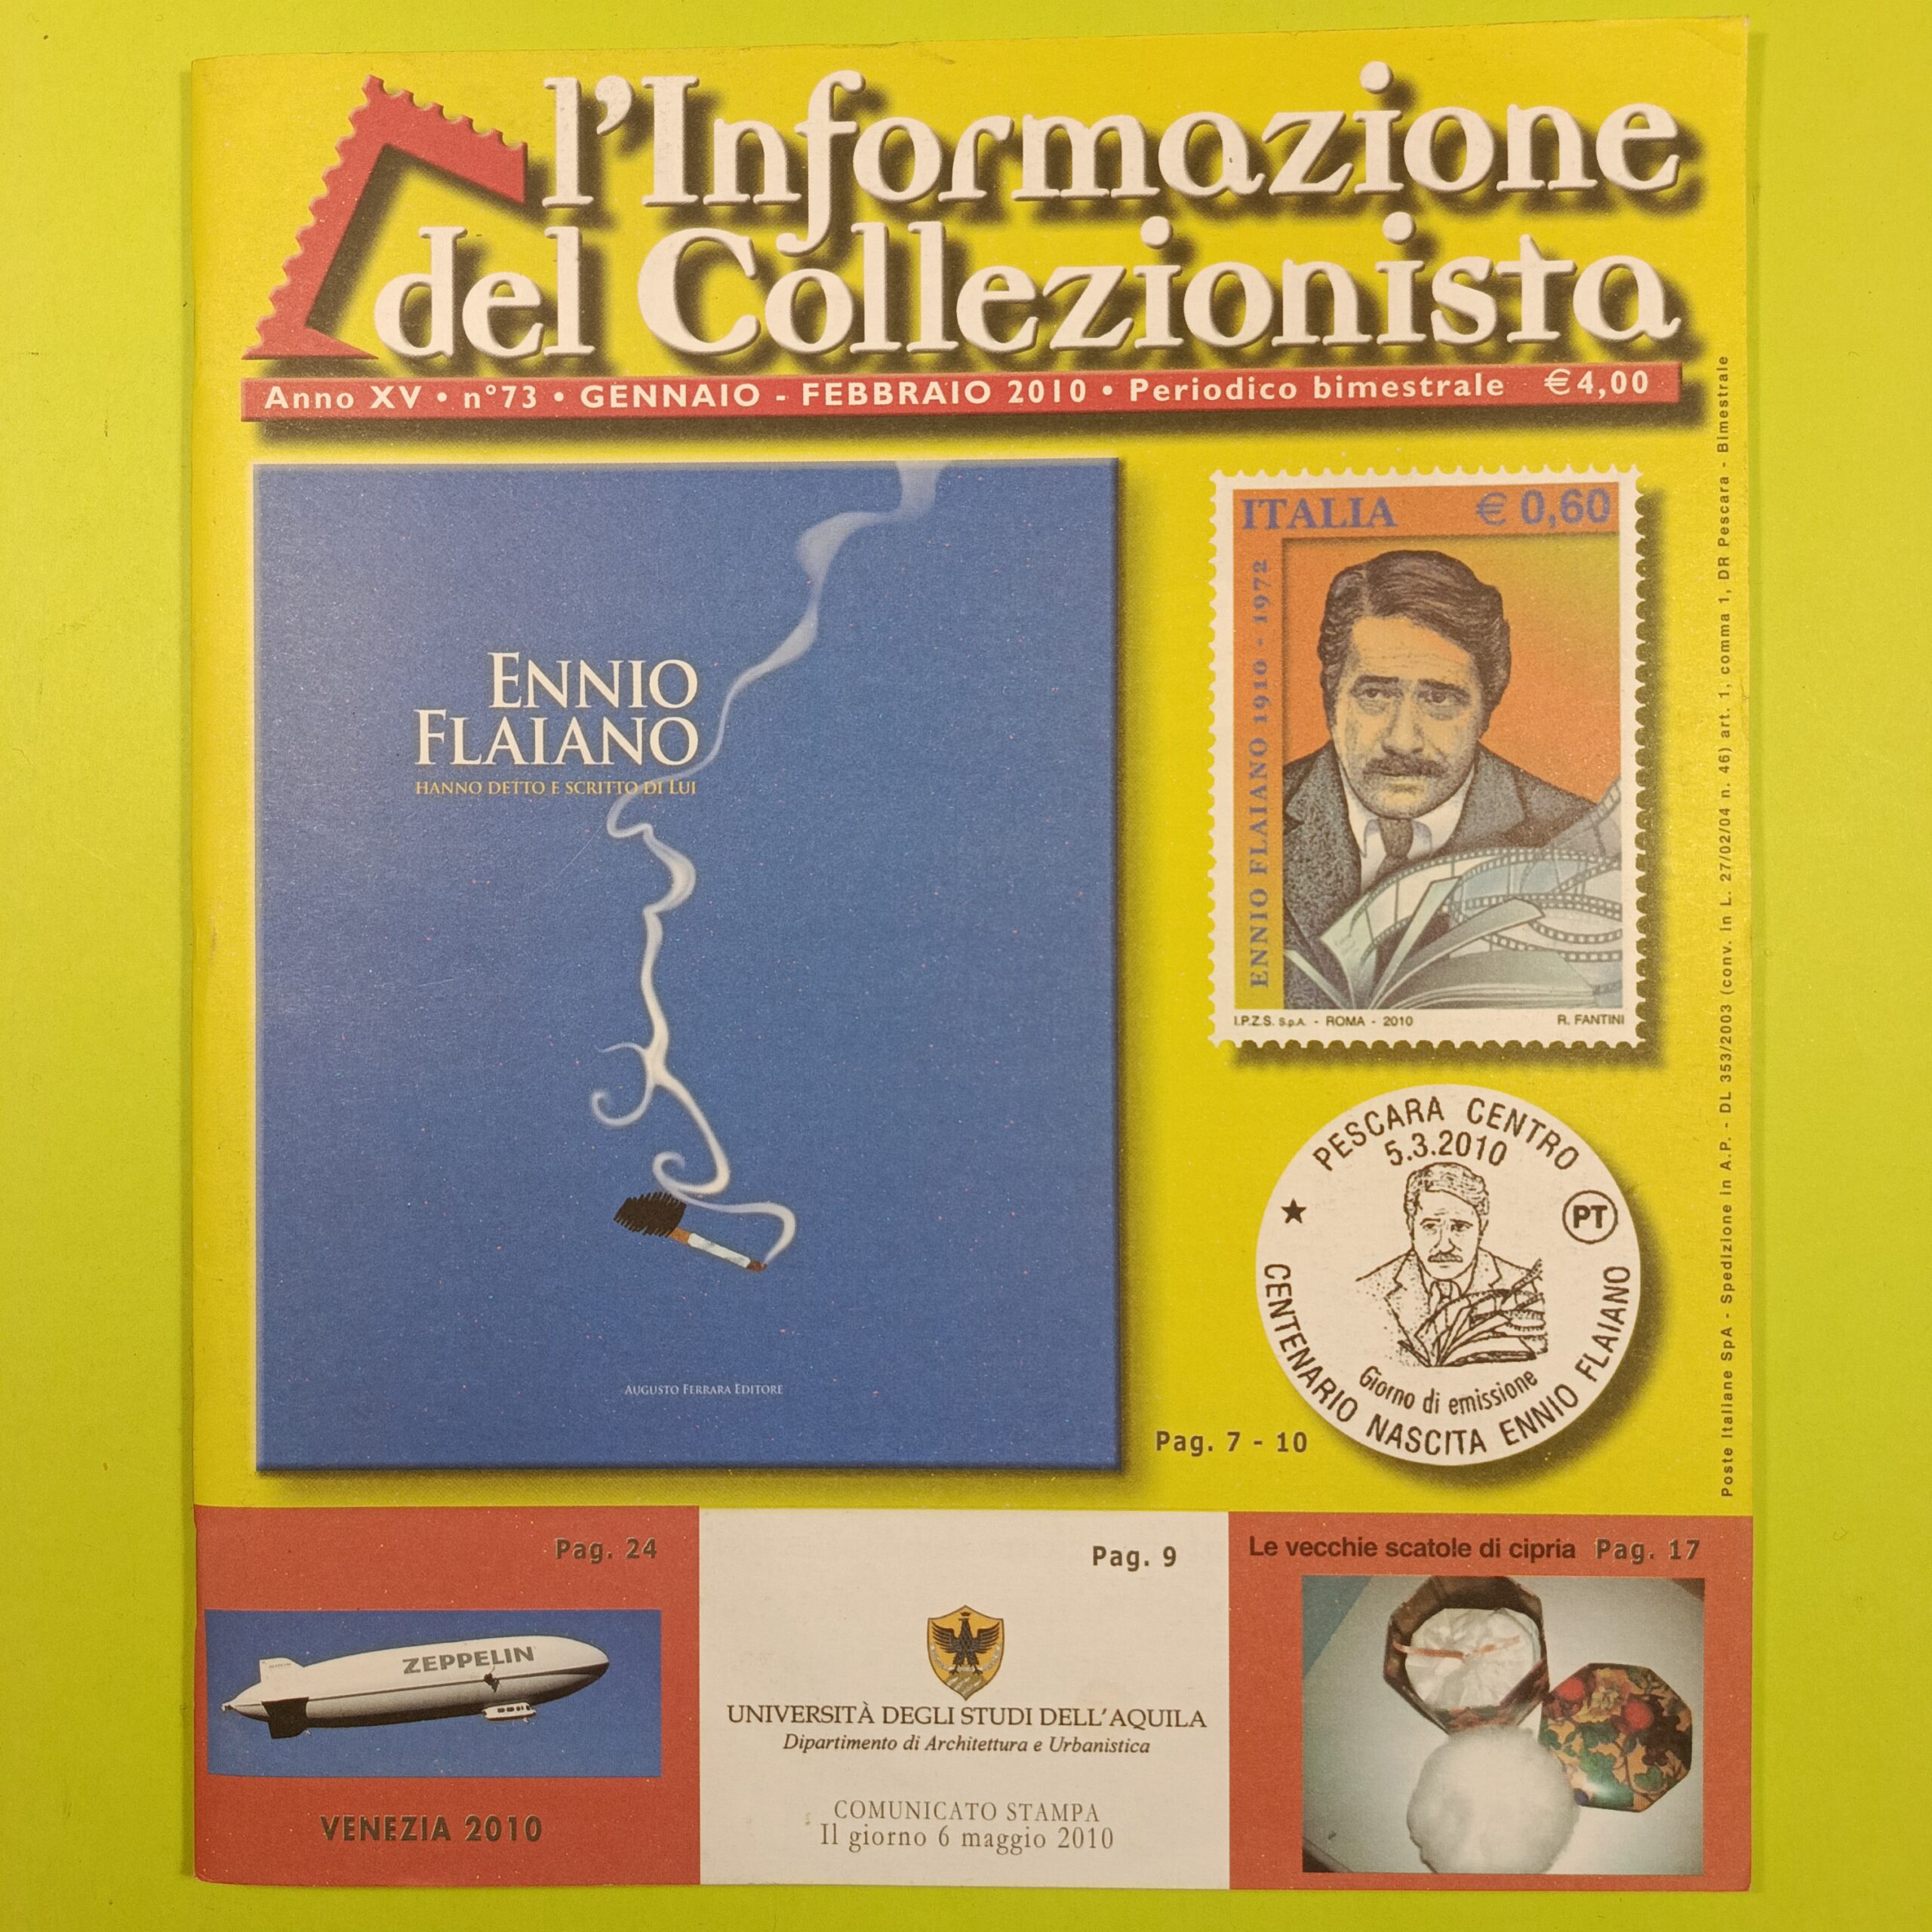 l'Informazione
del Collezionista
Anno XV • n°73 • GENNAIO - FEBBRAIO 2010 • Periodico bimestrale €4,00
ENNIO
FLAIANO
HANNO DETTO E SCRITTO DI LUI
AUGUSTO FERRARA EDITORE
ITALIA € 0,60
ENNIO FLAIANO 1910 - 1972
I.P.Z.S. S.p.A. - ROMA - 2010 R. FANTINI
PESCARA CENTRO
5.3.2010
PT
Giorno di emissione
CENTENARIO NASCITA ENNIO FLAIANO
Pag. 7 - 10
Poste Italiane SpA - Spedizione in A.P. - DL 353/2003 (conv. in L. 27/02/04 n. 46) art. 1, comma 1, DR Pescara - Bimestrale
Pag. 24
ZEPPELIN
VENEZIA 2010
Pag. 9
UNIVERSITÀ DEGLI STUDI DELL'AQUILA
Dipartimento di Architettura e Urbanistica
COMUNICATO STAMPA
Il giorno 6 maggio 2010
Le vecchie scatole di cipria Pag. 17